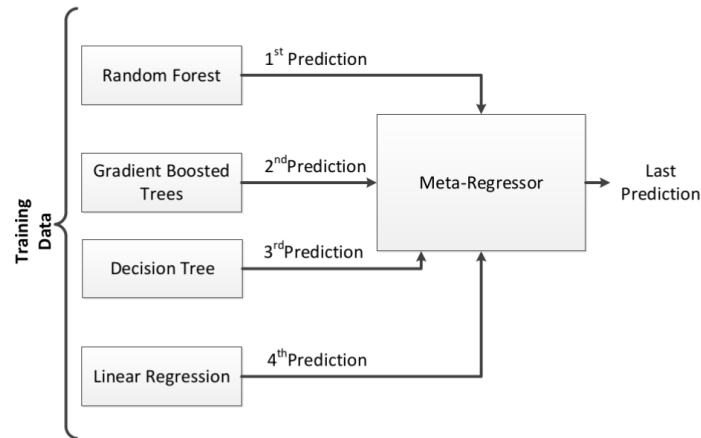 Training
Data
Random Forest
1st Prediction
Gradient Boosted
Trees
2ndPrediction
Decision Tree
3rdPrediction
Linear Regression
4thPrediction
Meta-Regressor
Last
Prediction